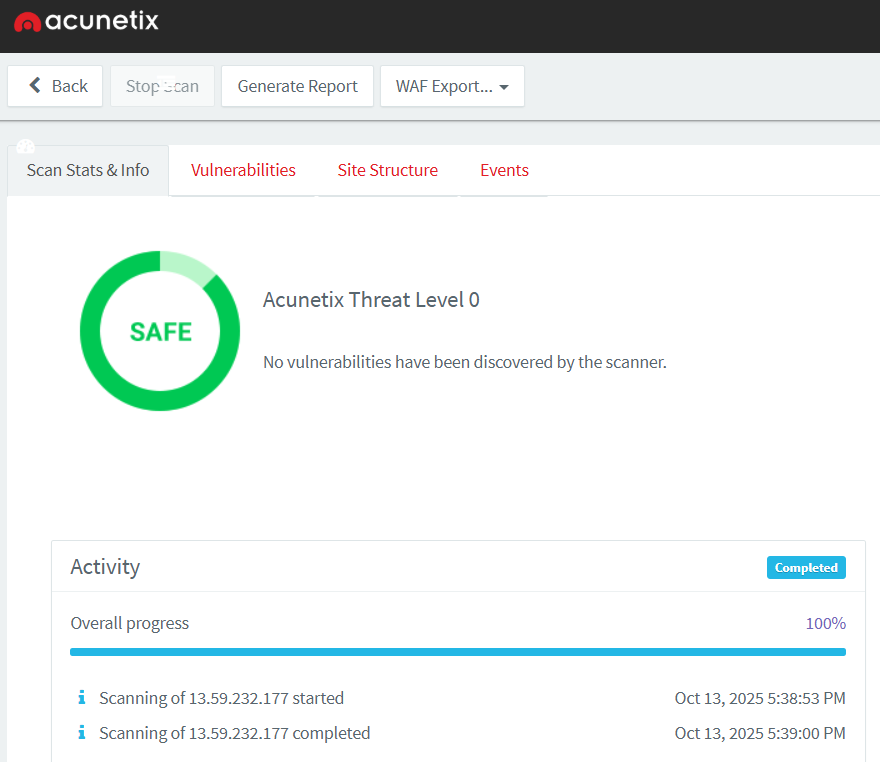 acunetix
Back Stop Scan Generate Report WAF Export...
Scan Stats & Info Vulnerabilities Site Structure Events
SAFE
Acunetix Threat Level 0
No vulnerabilities have been discovered by the scanner.
Activity Completed
Overall progress 100%
Scanning of 13.59.232.177 started Oct 13, 2025 5:38:53 PM
Scanning of 13.59.232.177 completed Oct 13, 2025 5:39:00 PM